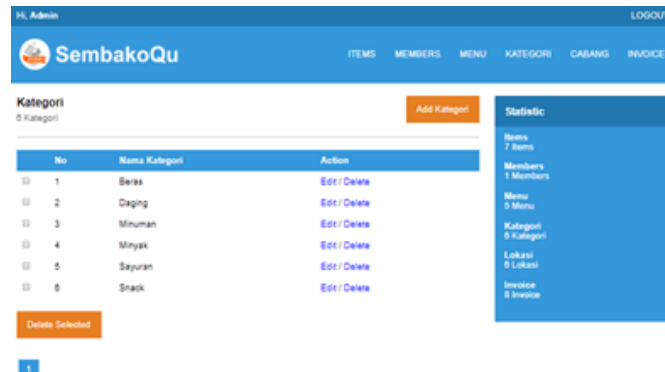 Hi, Admin LOGOUT
SembakoQu ITEMS MEMBERS MENU KATEGORI CABANG INVOICE
Kategori
6 Kategori
Add Kategori
No Nama Kategori Action
1 Beras Edit / Delete
2 Daging Edit / Delete
3 Minuman Edit / Delete
4 Minyak Edit / Delete
5 Sayuran Edit / Delete
6 Snack Edit / Delete
Delete Selected
1
Statistic
Items
7 Items
Members
1 Members
Menu
5 Menu
Kategori
6 Kategori
Lokasi
6 Lokasi
Invoice
8 Invoice